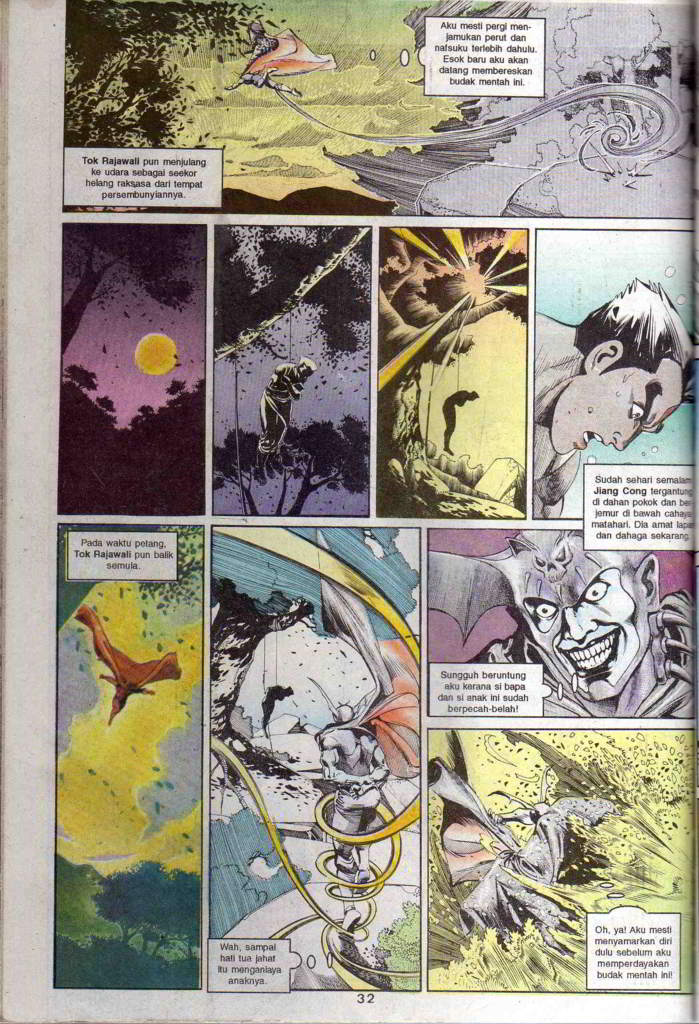 Aku mesti pergi men-
jamukan perut dan
nafsuku terlebih dahulu.
Esok baru aku akan
datang membereskan
budak mentah ini.
Tok Rajawali pun menjulang
ke udara sebagai seekor
helang raksasa dari tempat
persembunyiannya.
Sudah sehari semalam
Jiang Cong tergantung
di dahan pokok dan ber
jemur di bawah cahaya
matahari. Dia amat lapar
dan dahaga sekarang.
Pada waktu petang,
Tok Rajawali pun balik
semula.
Sungguh beruntung
aku kerana si bapa
dan si anak ini sudah
berpecah-belah!
Wah, sampai
hati tua jahat
itu menganiaya
anaknya.
Oh, ya! Aku mesti
menyamarkan diri
dulu sebelum aku
memperdayakan
budak mentah ini!
32